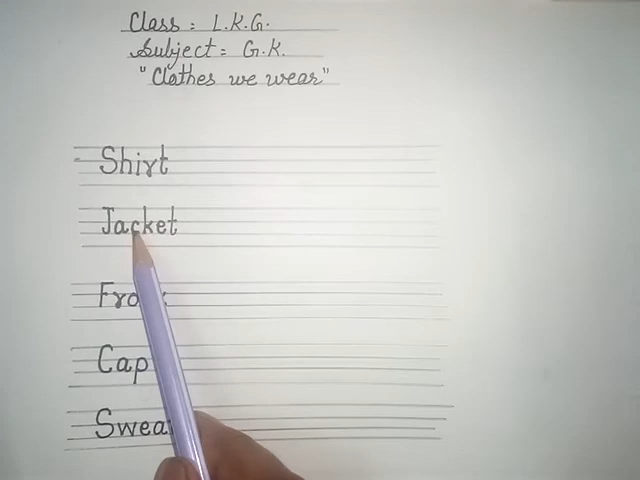 Class : L.K.G.
Subject : G.K.
"Clothes we wear"
Shirt
Jacket
Cap